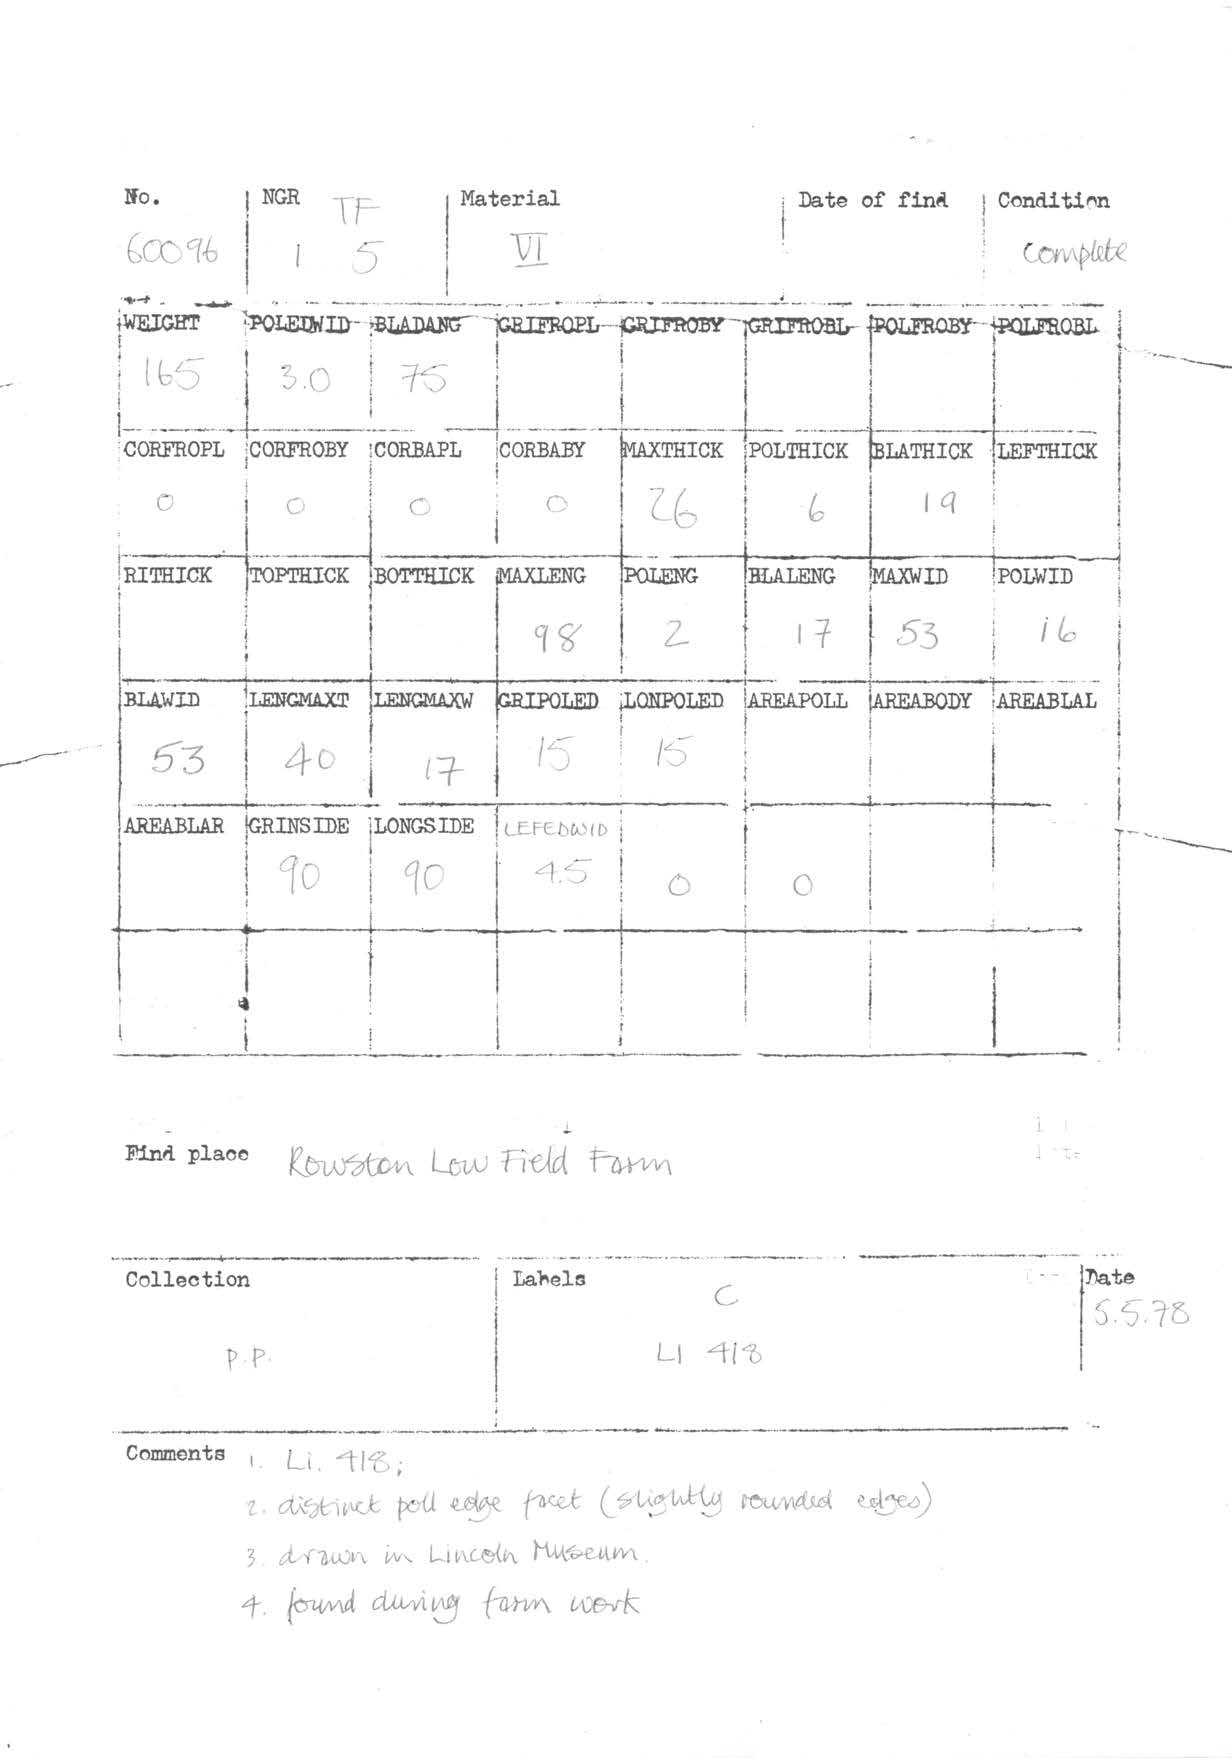 No. NGR TF Material Date of find Condition
60096 1 5 VI complete
WEIGHT POLEDWID BLADANG GRIFROPL GRIFROBY GRIFROBL POLFROBY POLFROBL
165 3.0 75
CORFROPL CORFROBY CORBAPL CORBABY MAXTHICK POLTHICK BLATHICK LEFTHICK
0 0 0 0 26 6 19
RITHICK TOPTHICK BOTTHICK MAXLENG POLENG BLALENG MAXWID POLWID
98 2 17 53 16
BLAWID LENGMAXT LENGMAXW GRIPOLED LONPOLED AREAPOLL AREABODY AREABLAL
53 40 17 15 15
AREABLAR GRINSIDE LONGSIDE LEFEDWID
90 90 4.5 0 0
Find place Rowston Low Field Farm
Collection Labels C Date
5.5.78
P.P. LI 418
Comments 1. Li. 418;
2. distinct poll edge facet (slightly rounded edges)
3. drawn in Lincoln Museum.
4. found during farm work